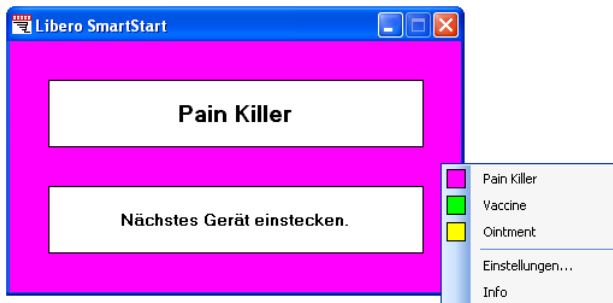 Libero SmartStart
Pain Killer
Nächstes Gerät einstecken.
Pain Killer
Vaccine
Ointment
Einstellungen...
Info